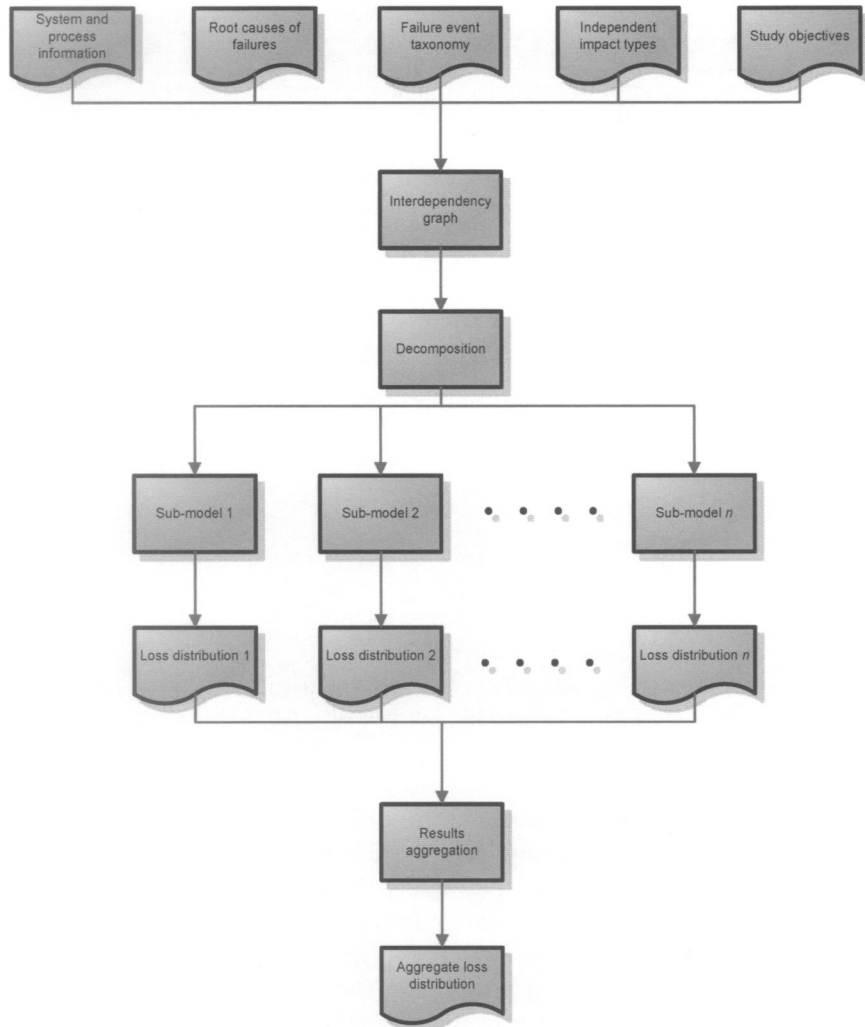 System and
process
information
Root causes of
failures
Failure event
taxonomy
Independent
impact types
Study objectives
Interdependency
graph
Decomposition
Sub-model 1
Sub-model 2
Sub-model n
Loss distribution 1
Loss distribution 2
Loss distribution n
Results
aggregation
Aggregate loss
distribution